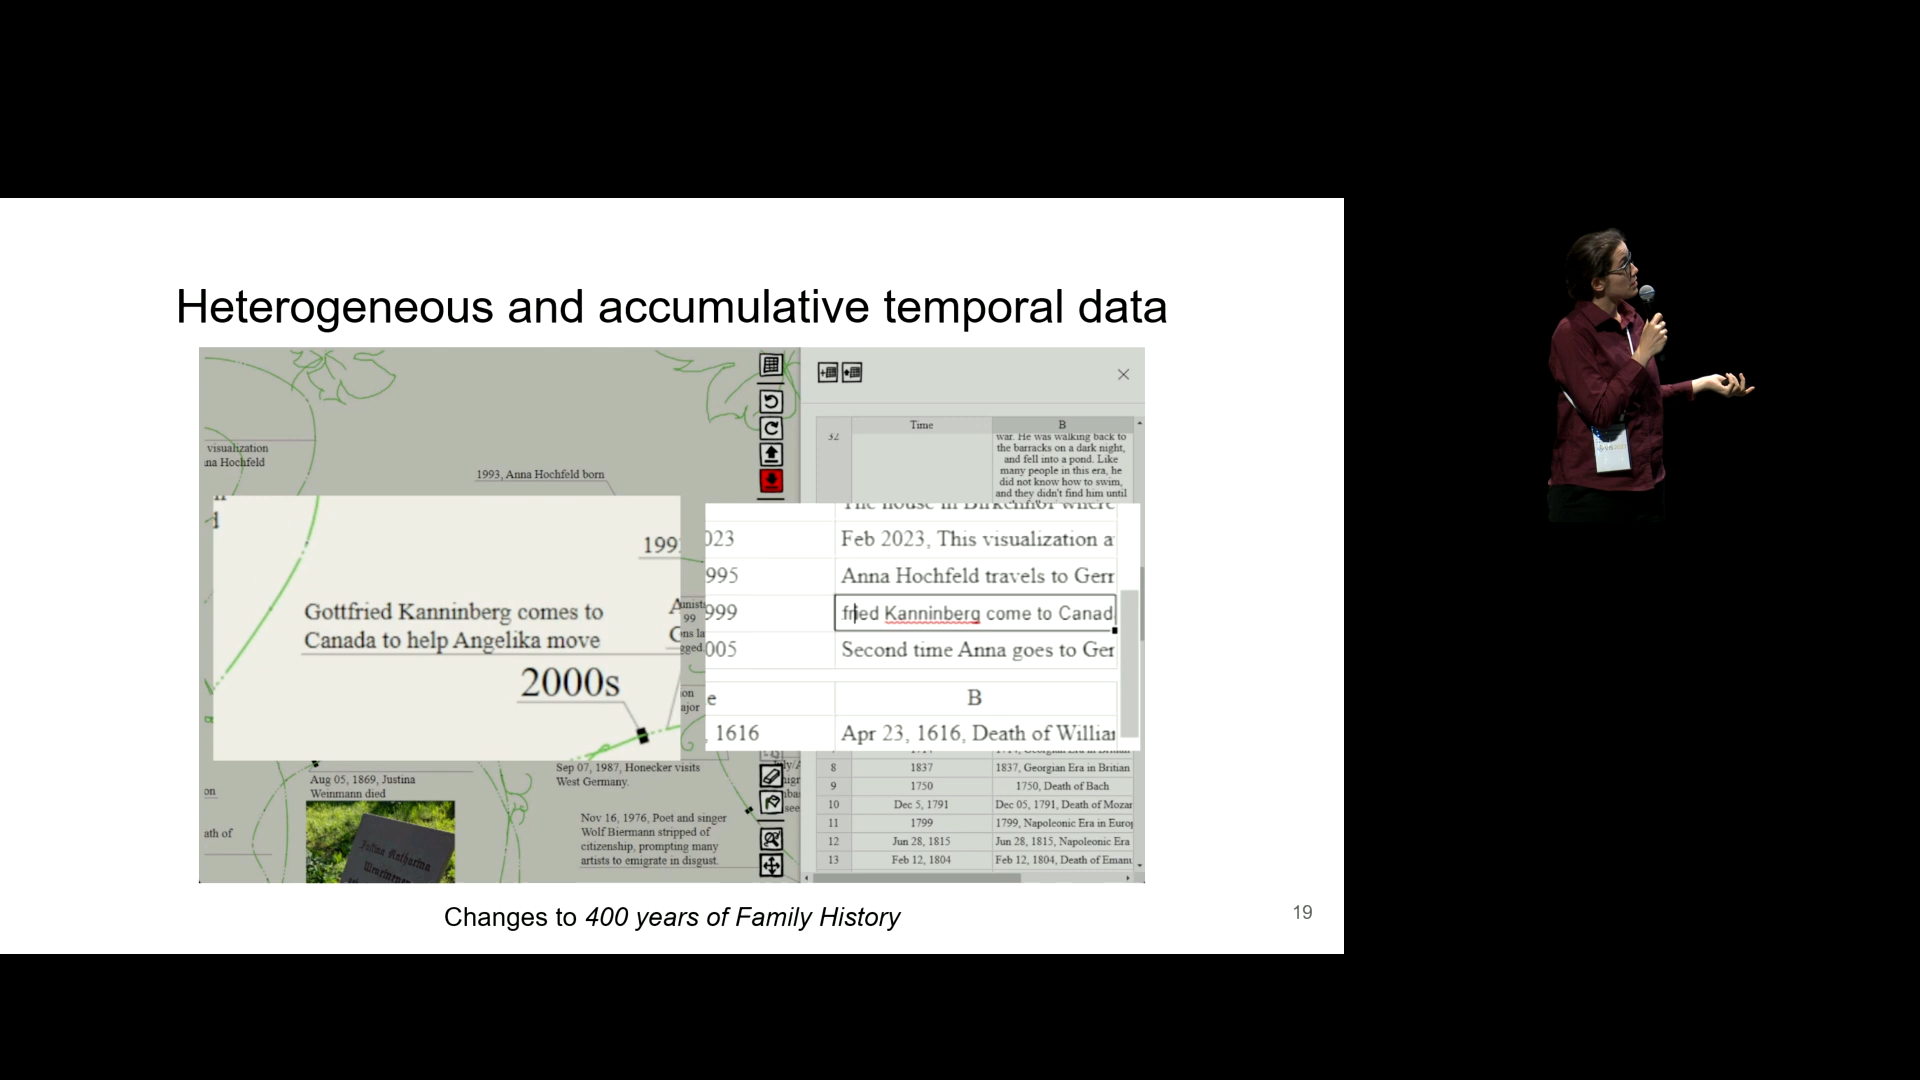 Heterogeneous and accumulative temporal data
visualization
na Hochfeld
1993, Anna Hochfeld born
Gottfried Kanninberg comes to
Canada to help Angelika move
2000s
Aug 05, 1869, Justina
Weinmann died
Sep 07, 1987, Honecker visits
West Germany.
Nov 16, 1976, Poet and singer
Wolf Biermann stripped of
citizenship, prompting many
artists to emigrate in disgust.
on
ath of
Time B
32
war. He was walking back to
the barracks on a dark night,
and fell into a pond. Like
many people in this era, he
did not know how to swim,
and they didn't find him until
023 Feb 2023, This visualization a
995 Anna Hochfeld travels to Ger
999 fried Kanninberg come to Canad
005 Second time Anna goes to Ger
e B
, 1616 Apr 23, 1616, Death of Willia
8 1837 1837, Georgian Era in Britian
9 1750 1750, Death of Bach
10 Dec 5, 1791 Dec 05, 1791, Death of Mozar
11 1799 1799, Napoleonic Era in Euro
12 Jun 28, 1815 Jun 28, 1815, Napoleonic Era
13 Feb 12, 1804 Feb 12, 1804, Death of Emanu
Changes to 400 years of Family History
19